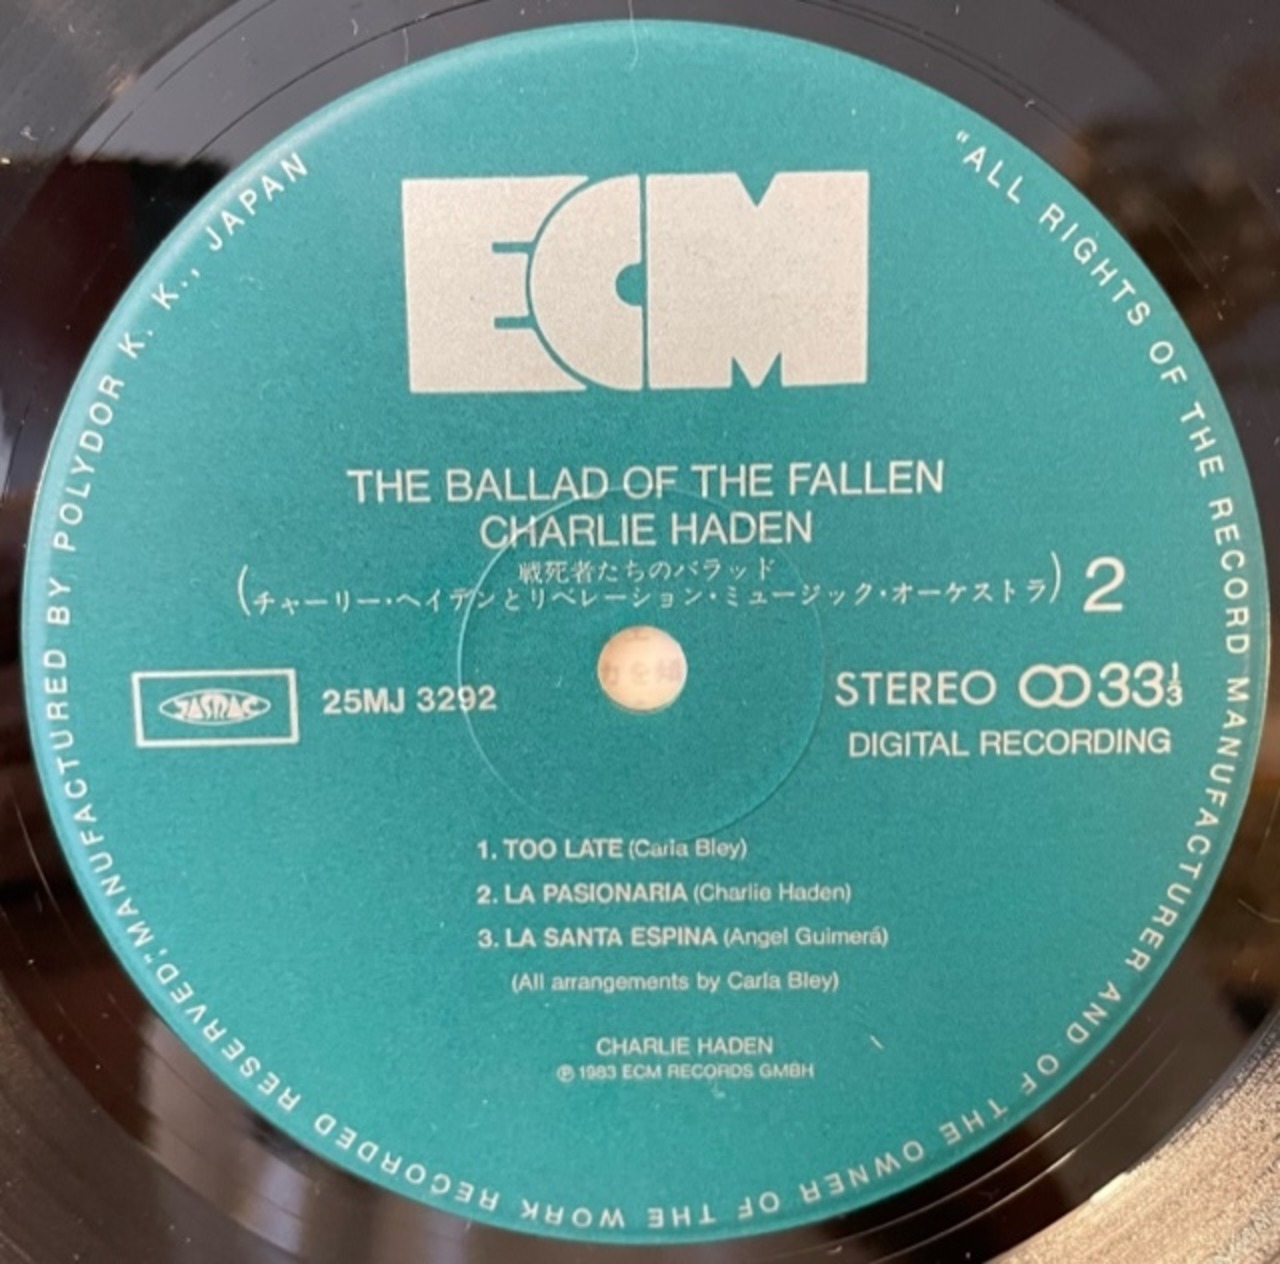 ECM
THE BALLAD OF THE FALLEN
CHARLIE HADEN
戦死者たちのバラッド
(チャーリー・ヘイデンとリベレーション・ミュージック・オーケストラ)
2
JASRAC
25MJ 3292
STEREO 33 1/3
DIGITAL RECORDING
1. TOO LATE (Carla Bley)
2. LA PASIONARIA (Charlie Haden)
3. LA SANTA ESPINA (Angel Guimerá)
(All arrangements by Carla Bley)
CHARLIE HADEN
℗ 1983 ECM RECORDS GMBH
"ALL RIGHTS OF THE RECORD MANUFACTURER AND OF THE OWNER OF THE WORK RECORDED RESERVED", MANUFACTURED BY POLYDOR K. K., JAPAN